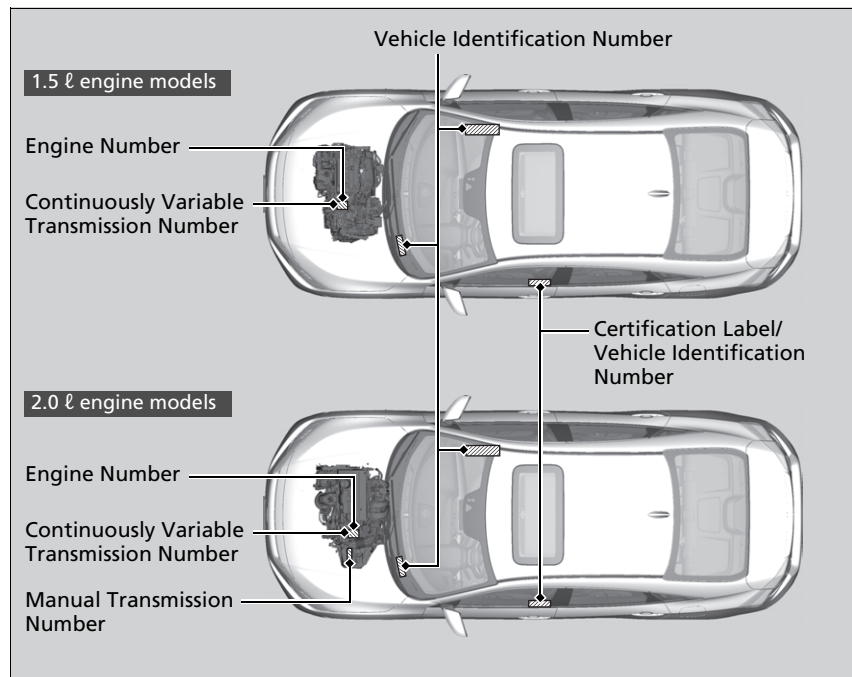 Vehicle Identification Number
1.5 ℓ engine models
Engine Number
Continuously Variable
Transmission Number
Certification Label/
Vehicle Identification
Number
2.0 ℓ engine models
Engine Number
Continuously Variable
Transmission Number
Manual Transmission
Number